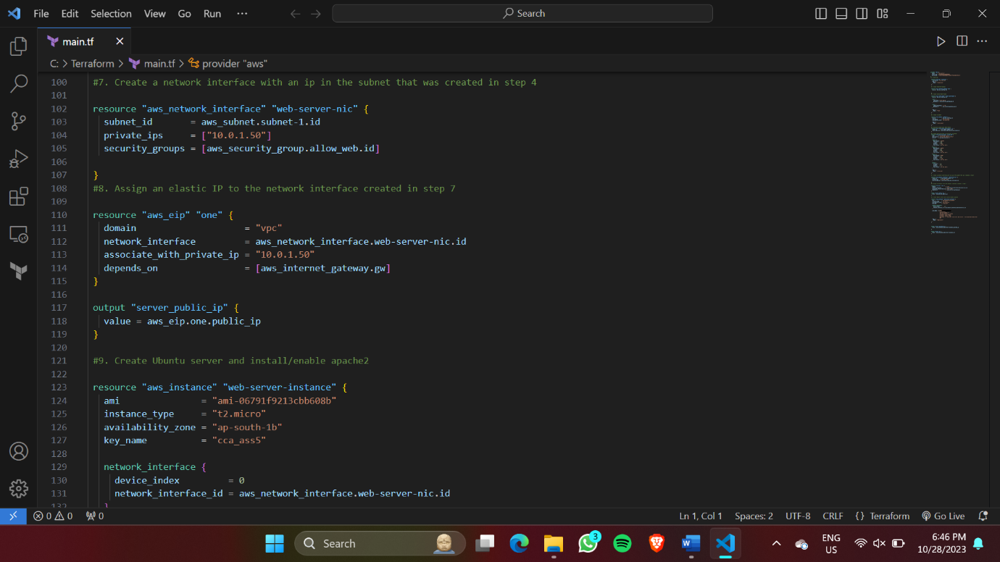 File Edit Selection View Go Run ··· Search
main.tf
C: > Terraform > main.tf > provider "aws"
100 #7. Create a network interface with an ip in the subnet that was created in step 4
101
102 resource "aws_network_interface" "web-server-nic" {
103 subnet_id = aws_subnet.subnet-1.id
104 private_ips = ["10.0.1.50"]
105 security_groups = [aws_security_group.allow_web.id]
106
107 }
108 #8. Assign an elastic IP to the network interface created in step 7
109
110 resource "aws_eip" "one" {
111 domain = "vpc"
112 network_interface = aws_network_interface.web-server-nic.id
113 associate_with_private_ip = "10.0.1.50"
114 depends_on = [aws_internet_gateway.gw]
115 }
116
117 output "server_public_ip" {
118 value = aws_eip.one.public_ip
119 }
120
121 #9. Create Ubuntu server and install/enable apache2
122
123 resource "aws_instance" "web-server-instance" {
124 ami = "ami-06791f9213cbb608b"
125 instance_type = "t2.micro"
126 availability_zone = "ap-south-1b"
127 key_name = "cca_ass5"
128
129 network_interface {
130 device_index = 0
131 network_interface_id = aws_network_interface.web-server-nic.id
132 }
0 0 0 Ln 1, Col 1 Spaces: 2 UTF-8 CRLF {} Terraform Go Live
Search 3 ENG 6:46 PM
US 10/28/2023